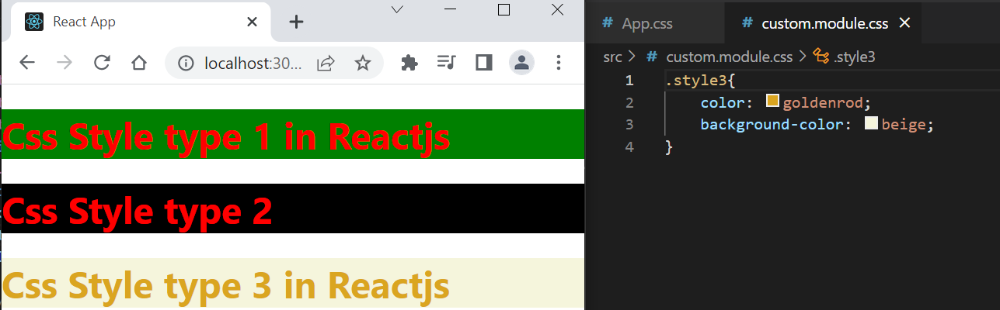 React App
localhost:30...
Css Style type 1 in Reactjs
Css Style type 2
Css Style type 3 in Reactjs
# App.css
# custom.module.css
src > # custom.module.css > .style3
1 .style3{
2 color: goldenrod;
3 background-color: beige;
4 }